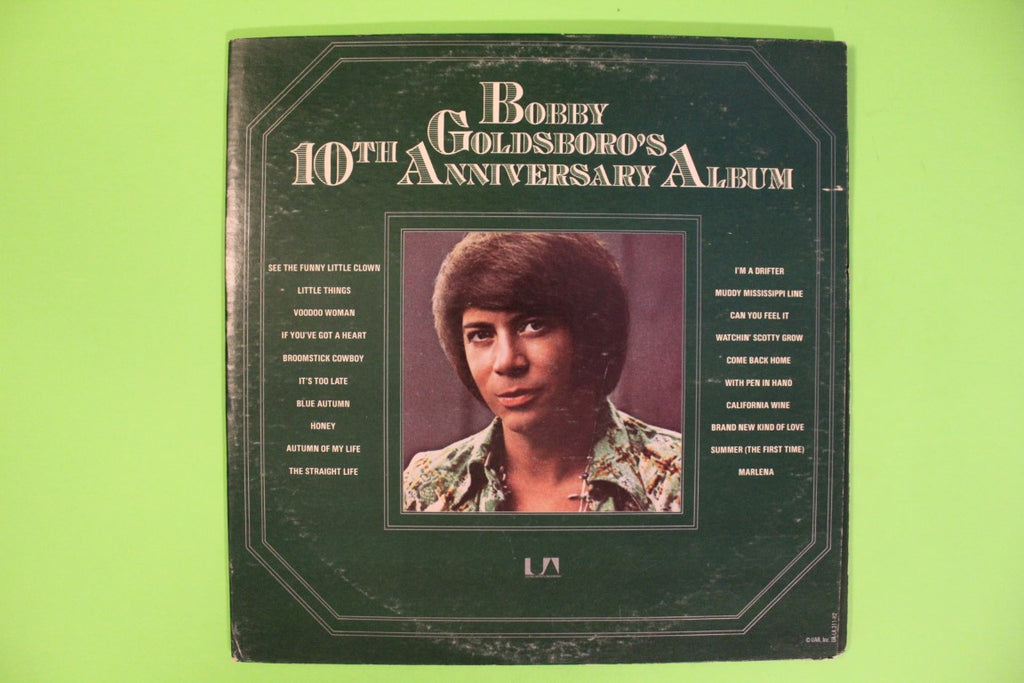 BOBBY
GOLDSBORO'S
10TH ANNIVERSARY ALBUM
SEE THE FUNNY LITTLE CLOWN
LITTLE THINGS
VOODOO WOMAN
IF YOU'VE GOT A HEART
BROOMSTICK COWBOY
IT'S TOO LATE
BLUE AUTUMN
HONEY
AUTUMN OF MY LIFE
THE STRAIGHT LIFE
I'M A DRIFTER
MUDDY MISSISSIPPI LINE
CAN YOU FEEL IT
WATCHIN' SCOTTY GROW
COME BACK HOME
WITH PEN IN HAND
CALIFORNIA WINE
BRAND NEW KIND OF LOVE
SUMMER (THE FIRST TIME)
MARLENA
UA
© UAR, Inc.